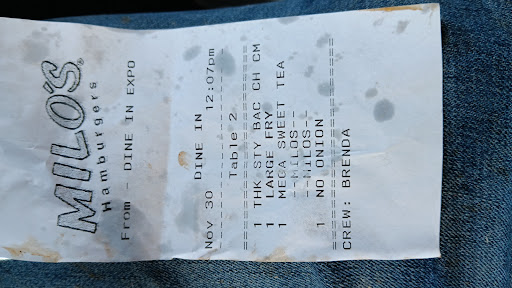 MILO'S®
Hamburgers
From - DINE IN EXPO
Nov 30 DINE IN 12:07pm
Table 2
1 THK STY BAC CH CM
1 LARGE FRY
1 MEGA SWEET TEA
--MILOS--
--MILOS--
1 NO ONION
CREW: BRENDA